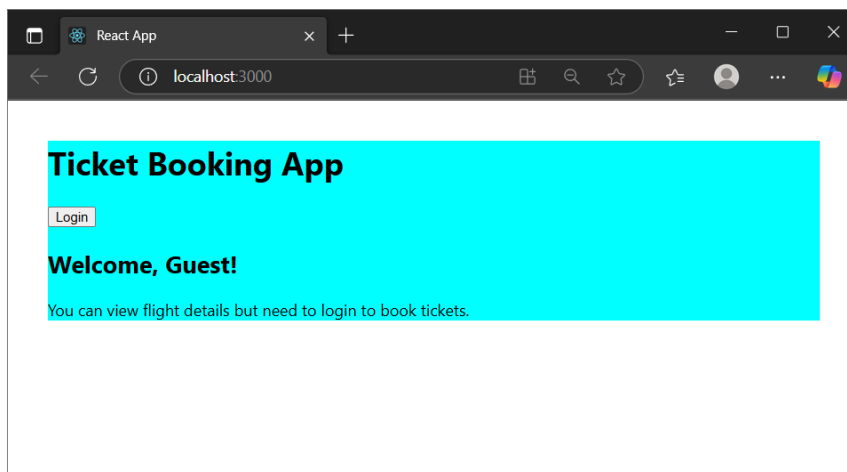 React App
localhost:3000
Ticket Booking App
Login
Welcome, Guest!
You can view flight details but need to login to book tickets.